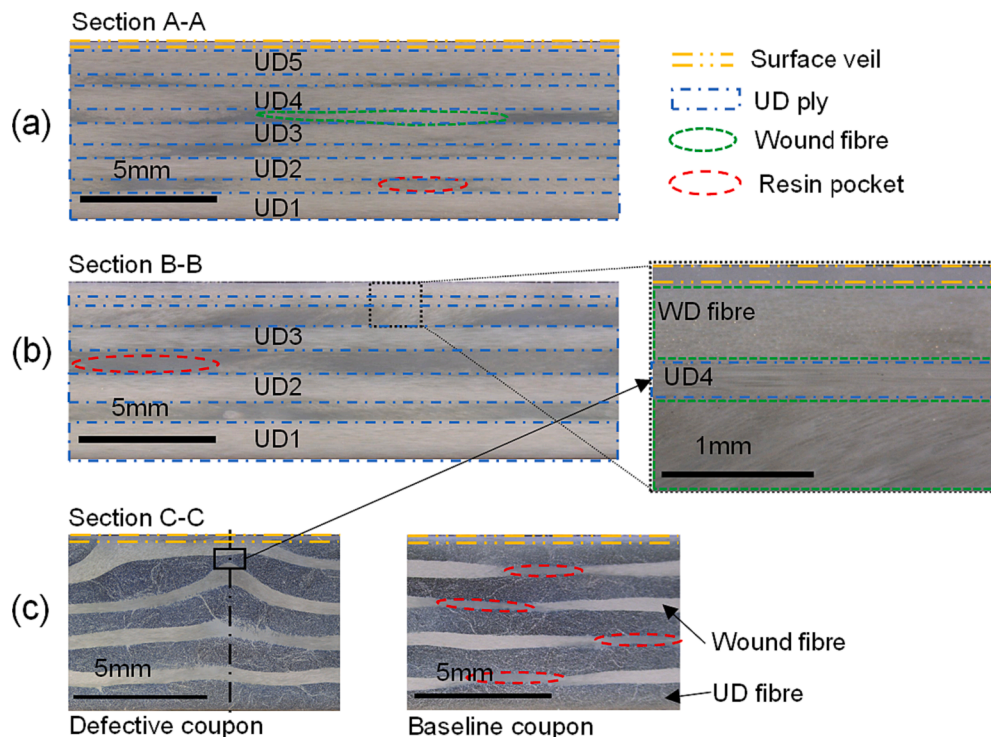 Section A-A
(a)
UD5
UD4
UD3
UD2
UD1
5mm
Surface veil
UD ply
Wound fibre
Resin pocket
Section B-B
(b)
UD3
UD2
UD1
5mm
WD fibre
UD4
1mm
Section C-C
(c)
5mm
Defective coupon
5mm
Baseline coupon
Wound fibre
UD fibre